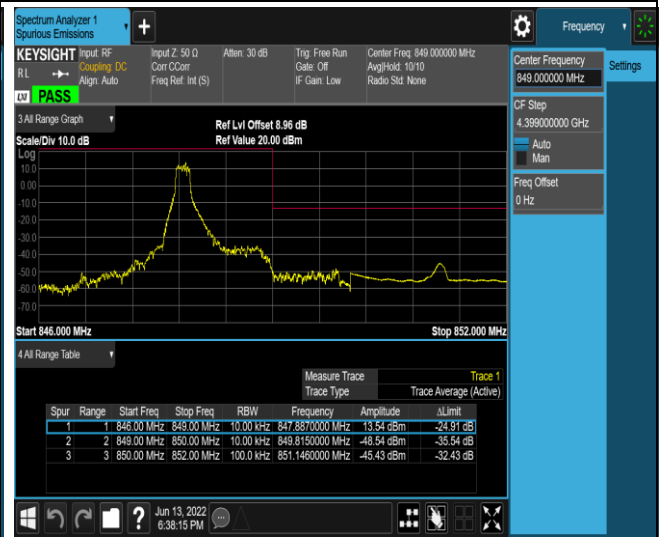 Spectrum Analyzer 1
Spurious Emissions
+
Frequency
KEYSIGHT
RL
LXI
PASS
Input: RF
Coupling: DC
Align: Auto
Input Z: 50 Ω
Corr CCorr
Freq Ref: Int (S)
Atten: 30 dB
Trig: Free Run
Gate: Off
IF Gain: Low
Center Freq: 849.000000 MHz
Avg|Hold: 10/10
Radio Std: None
Center Frequency
849.000000 MHz
Settings
CF Step
4.399000000 GHz
Auto
Man
Freq Offset
0 Hz
3 All Range Graph
Scale/Div 10.0 dB
Ref Lvl Offset 8.96 dB
Ref Value 20.00 dBm
Log
10.0
0.00
-10.0
-20.0
-30.0
-40.0
-50.0
-60.0
-70.0
Start 846.000 MHz
Stop 852.000 MHz
4 All Range Table
Measure Trace Trace 1
Trace Type Trace Average (Active)
Spur Range Start Freq Stop Freq RBW Frequency Amplitude ΔLimit
1 1 846.00 MHz 849.00 MHz 10.00 kHz 847.8870000 MHz 13.54 dBm -24.91 dB
2 2 849.00 MHz 850.00 MHz 10.00 kHz 849.8150000 MHz -48.54 dBm -35.54 dB
3 3 850.00 MHz 852.00 MHz 100.0 kHz 851.1460000 MHz -45.43 dBm -32.43 dB
?
Jun 13, 2022
6:38:15 PM